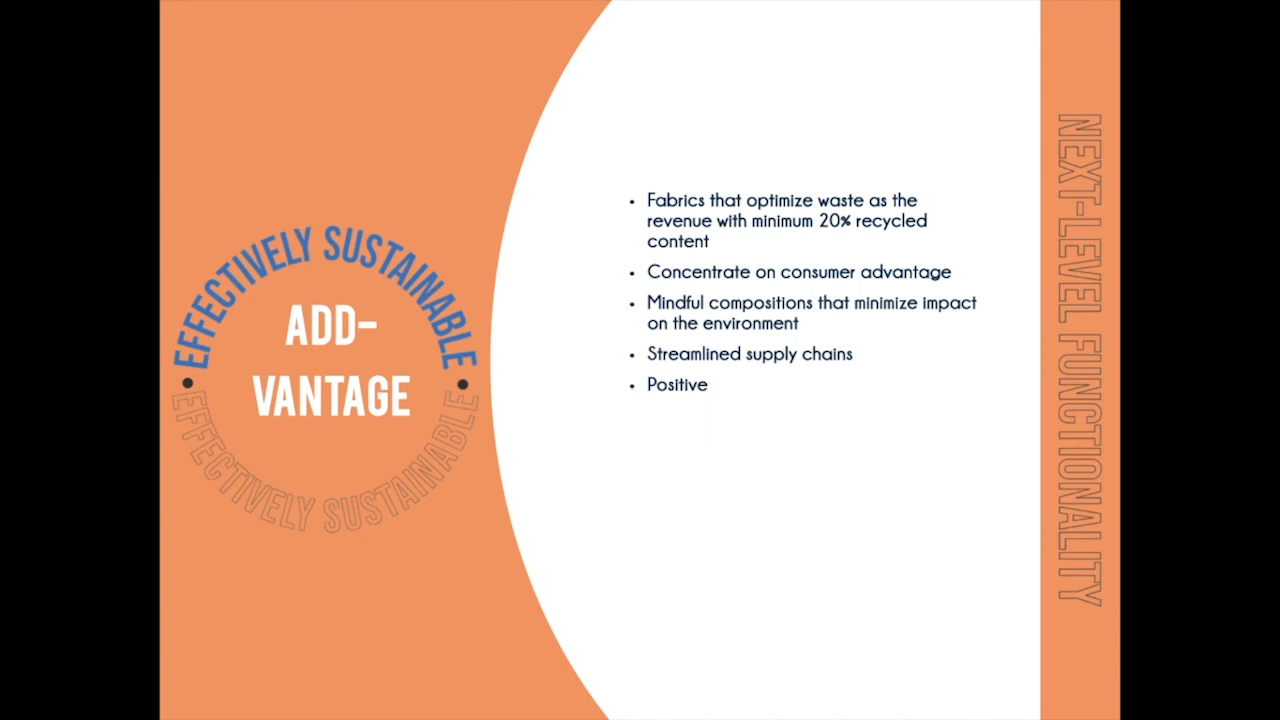 EFFECTIVELY SUSTAINABLE
ADD-
VANTAGE
EFFECTIVELY SUSTAINABLE
• Fabrics that optimize waste as the
revenue with minimum 20% recycled
content
• Concentrate on consumer advantage
• Mindful compositions that minimize impact
on the environment
• Streamlined supply chains
• Positive
NEXT-LEVEL FUNCTIONALITY